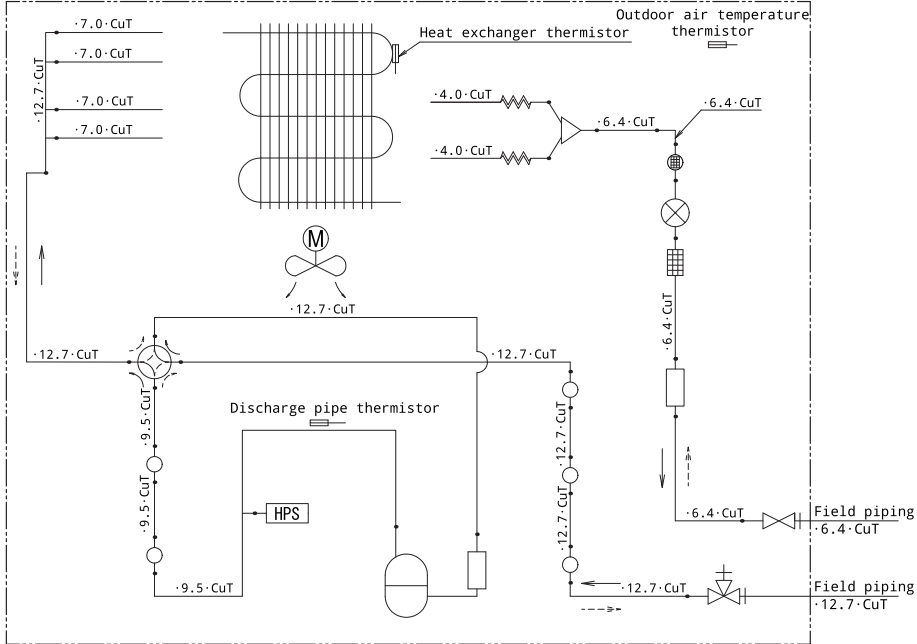 ·7.0·CuT
·7.0·CuT
·7.0·CuT
·7.0·CuT
·12.7·CuT
Heat exchanger thermistor
Outdoor air temperature
thermistor
·4.0·CuT
·4.0·CuT
·6.4·CuT
·6.4·CuT
M
·12.7·CuT
·6.4·CuT
·12.7·CuT
·12.7·CuT
·9.5·CuT
Discharge pipe thermistor
·12.7·CuT
·9.5·CuT
HPS
·12.7·CuT
·6.4·CuT
Field piping
·6.4·CuT
·9.5·CuT
·12.7·CuT
Field piping
·12.7·CuT